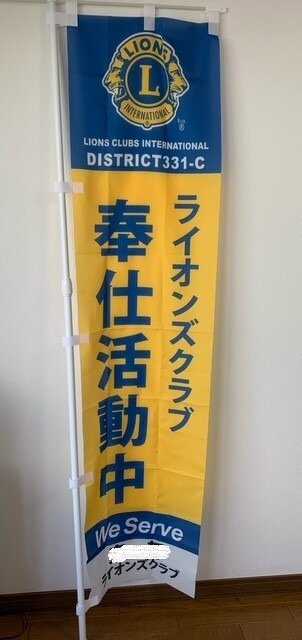 LIONS
L
INTERNATIONAL
®
LIONS CLUBS INTERNATIONAL
DISTRICT331-C
ライオンズクラブ
奉仕活動中
We Serve
ライオンズクラブ